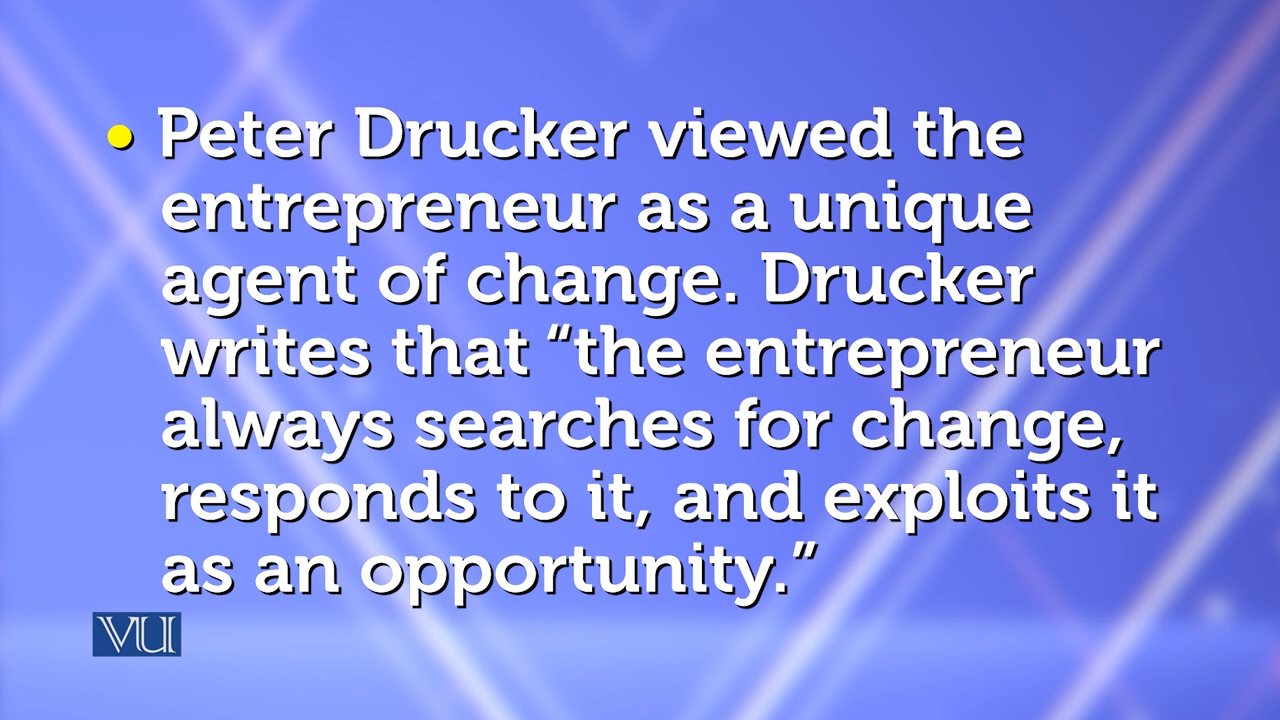 • Peter Drucker viewed the
entrepreneur as a unique
agent of change. Drucker
writes that “the entrepreneur
always searches for change,
responds to it, and exploits it
as an opportunity.”
VU